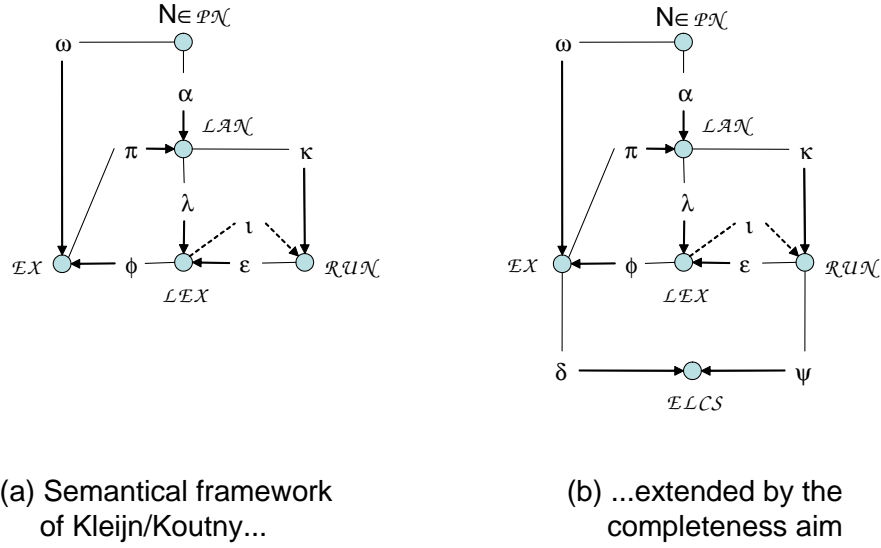 N∈ 𝒫𝒩
ω
α
ℒ𝒜𝒩
π
κ
λ
ι
ℰ𝒳
ϕ
ε
ℛ𝒰𝒩
ℒℰ𝒳
(a) Semantical framework
of Kleijn/Koutny...
N∈ 𝒫𝒩
ω
α
ℒ𝒜𝒩
π
κ
λ
ι
ℰ𝒳
ϕ
ε
ℛ𝒰𝒩
ℒℰ𝒳
δ
ψ
ℰℒ𝒞𝒮
(b) ...extended by the
completeness aim